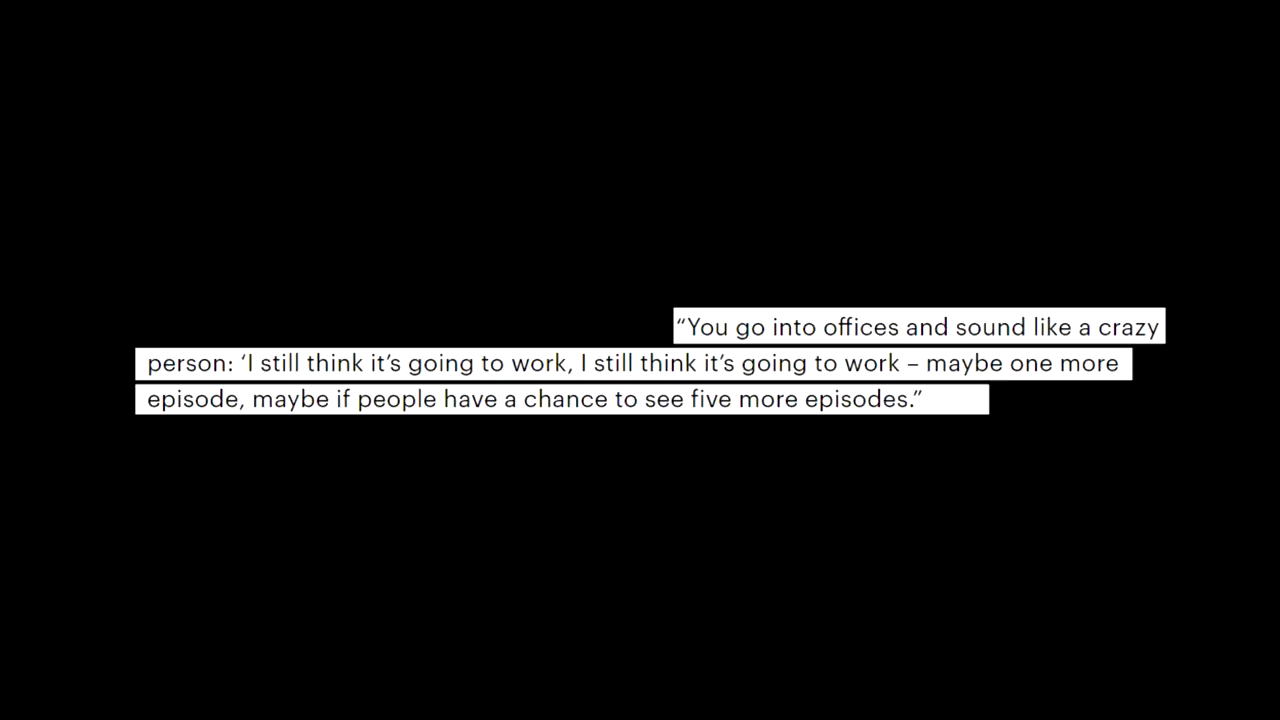 “You go into offices and sound like a crazy
person: ‘I still think it’s going to work, I still think it’s going to work – maybe one more
episode, maybe if people have a chance to see five more episodes.”